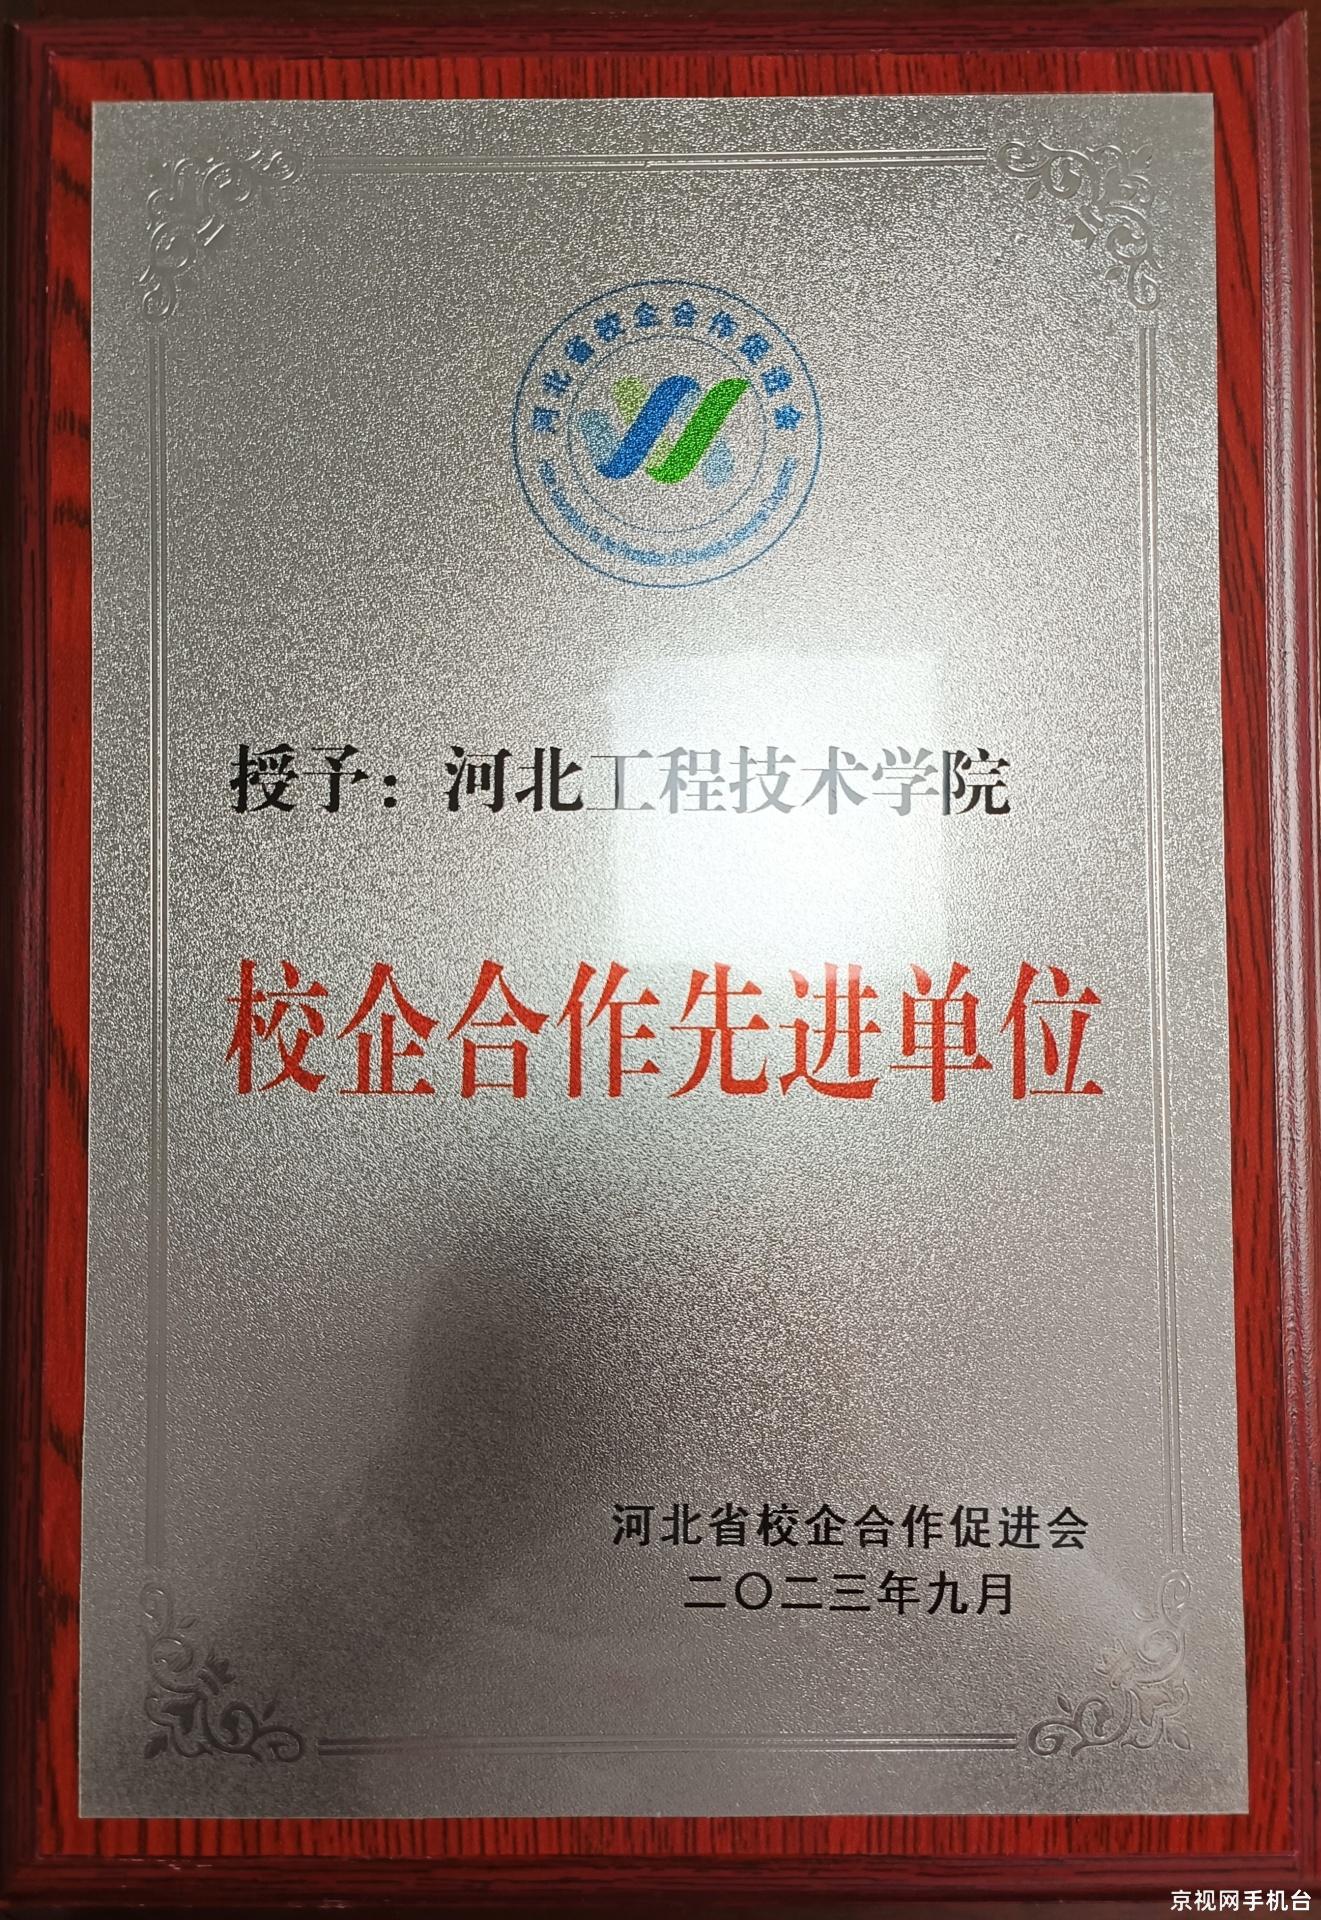 河北省校企合作促进会
授予：河北工程技术学院
校企合作先进单位
河北省校企合作促进会
二〇二三年九月
京视网手机台